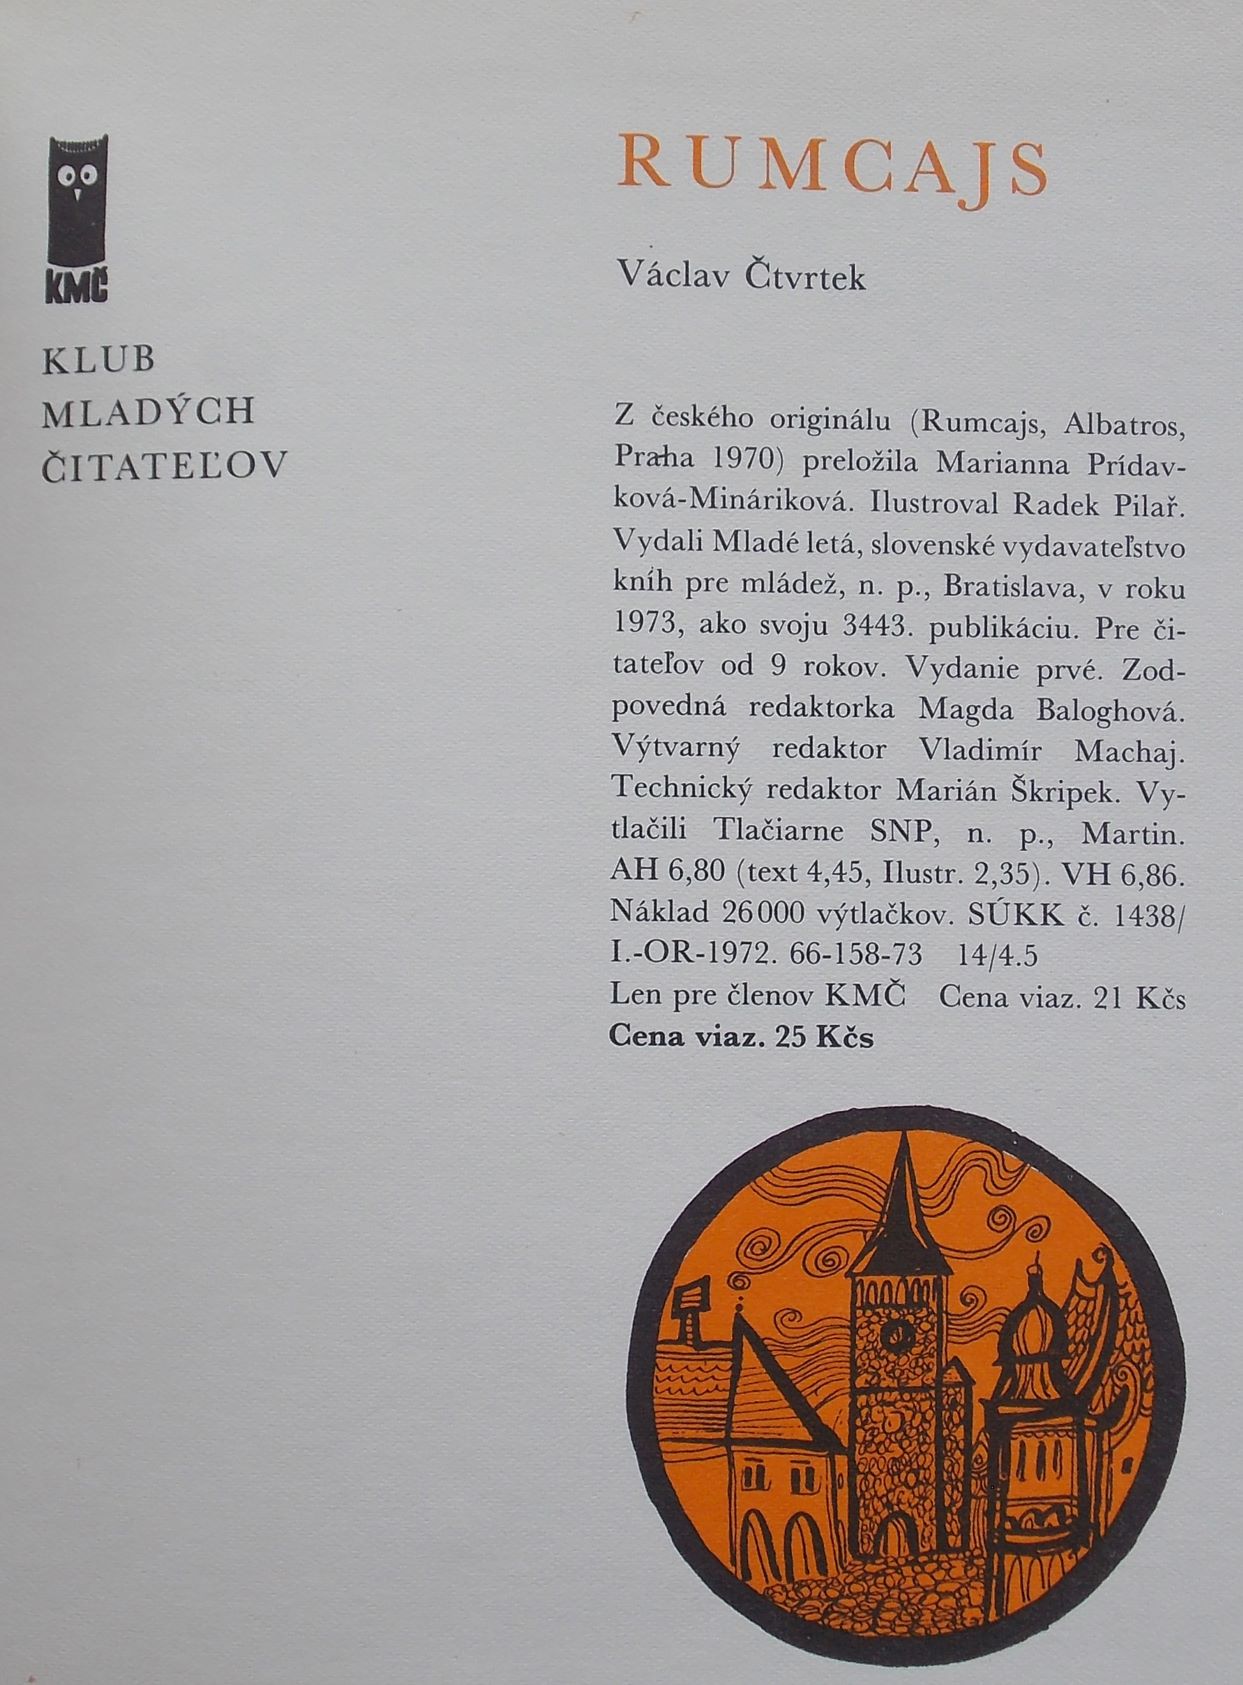 KMČ
KLUB
MLADÝCH
ČITATEĽOV
RUMCAJS
Václav Čtvrtek
Z českého originálu (Rumcajs, Albatros,
Praha 1970) preložila Marianna Prídav-
ková-Mináriková. Ilustroval Radek Pilař.
Vydali Mladé letá, slovenské vydavateľstvo
kníh pre mládež, n. p., Bratislava, v roku
1973, ako svoju 3443. publikáciu. Pre či-
tateľov od 9 rokov. Vydanie prvé. Zod-
povedná redaktorka Magda Baloghová.
Výtvarný redaktor Vladimír Machaj.
Technický redaktor Marián Škripek. Vy-
tlačili Tlačiarne SNP, n. p., Martin.
AH 6,80 (text 4,45, Ilustr. 2,35). VH 6,86.
Náklad 26000 výtlačkov. SÚKK č. 1438/
I.-OR-1972. 66-158-73 14/4.5
Len pre členov KMČ Cena viaz. 21 Kčs
Cena viaz. 25 Kčs